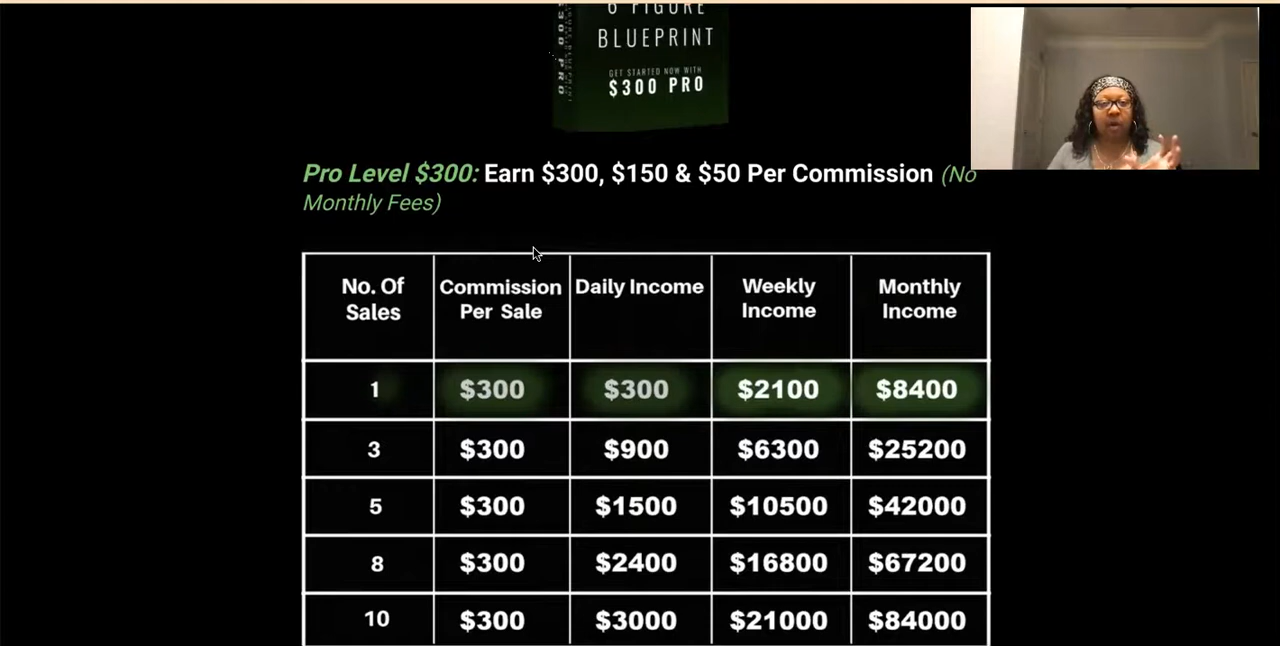 6 FIGURE
BLUEPRINT
GET STARTED NOW WITH
$300 PRO
Pro Level $300: Earn $300, $150 & $50 Per Commission (No
Monthly Fees)
No. Of Sales | Commission Per Sale | Daily Income | Weekly Income | Monthly Income
1 $300 $300 $2100 $8400
3 $300 $900 $6300 $25200
5 $300 $1500 $10500 $42000
8 $300 $2400 $16800 $67200
10 $300 $3000 $21000 $84000